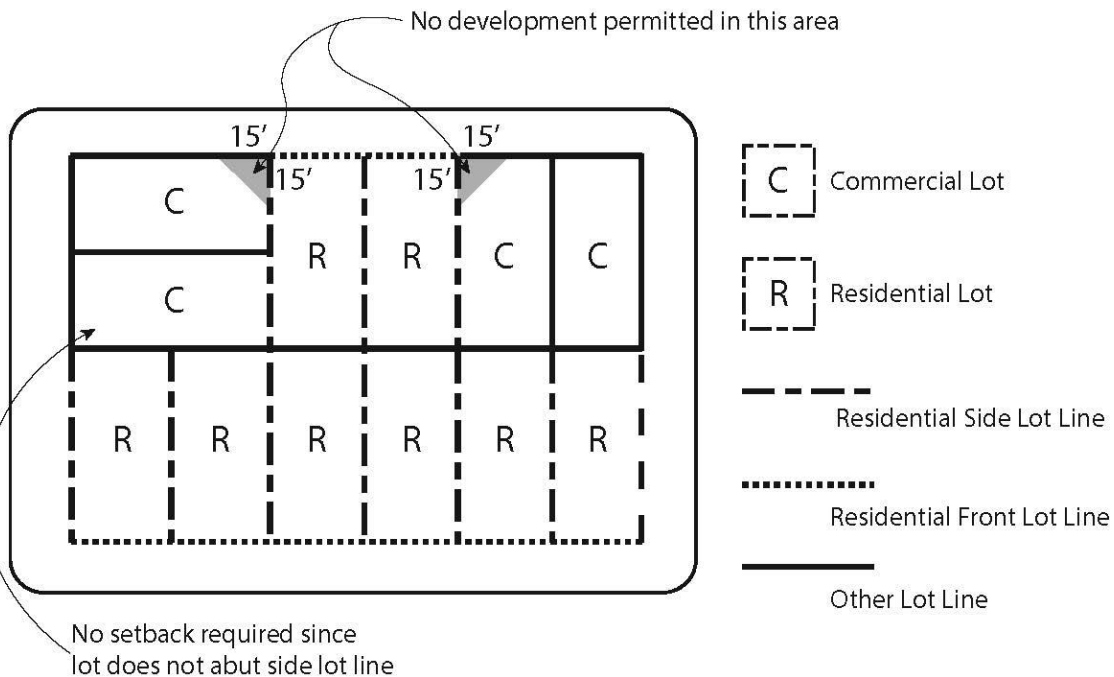 No development permitted in this area
15' 15'
15' 15'
C
R R C C
C
R R R R R R
C Commercial Lot
R Residential Lot
Residential Side Lot Line
Residential Front Lot Line
Other Lot Line
No setback required since
lot does not abut side lot line